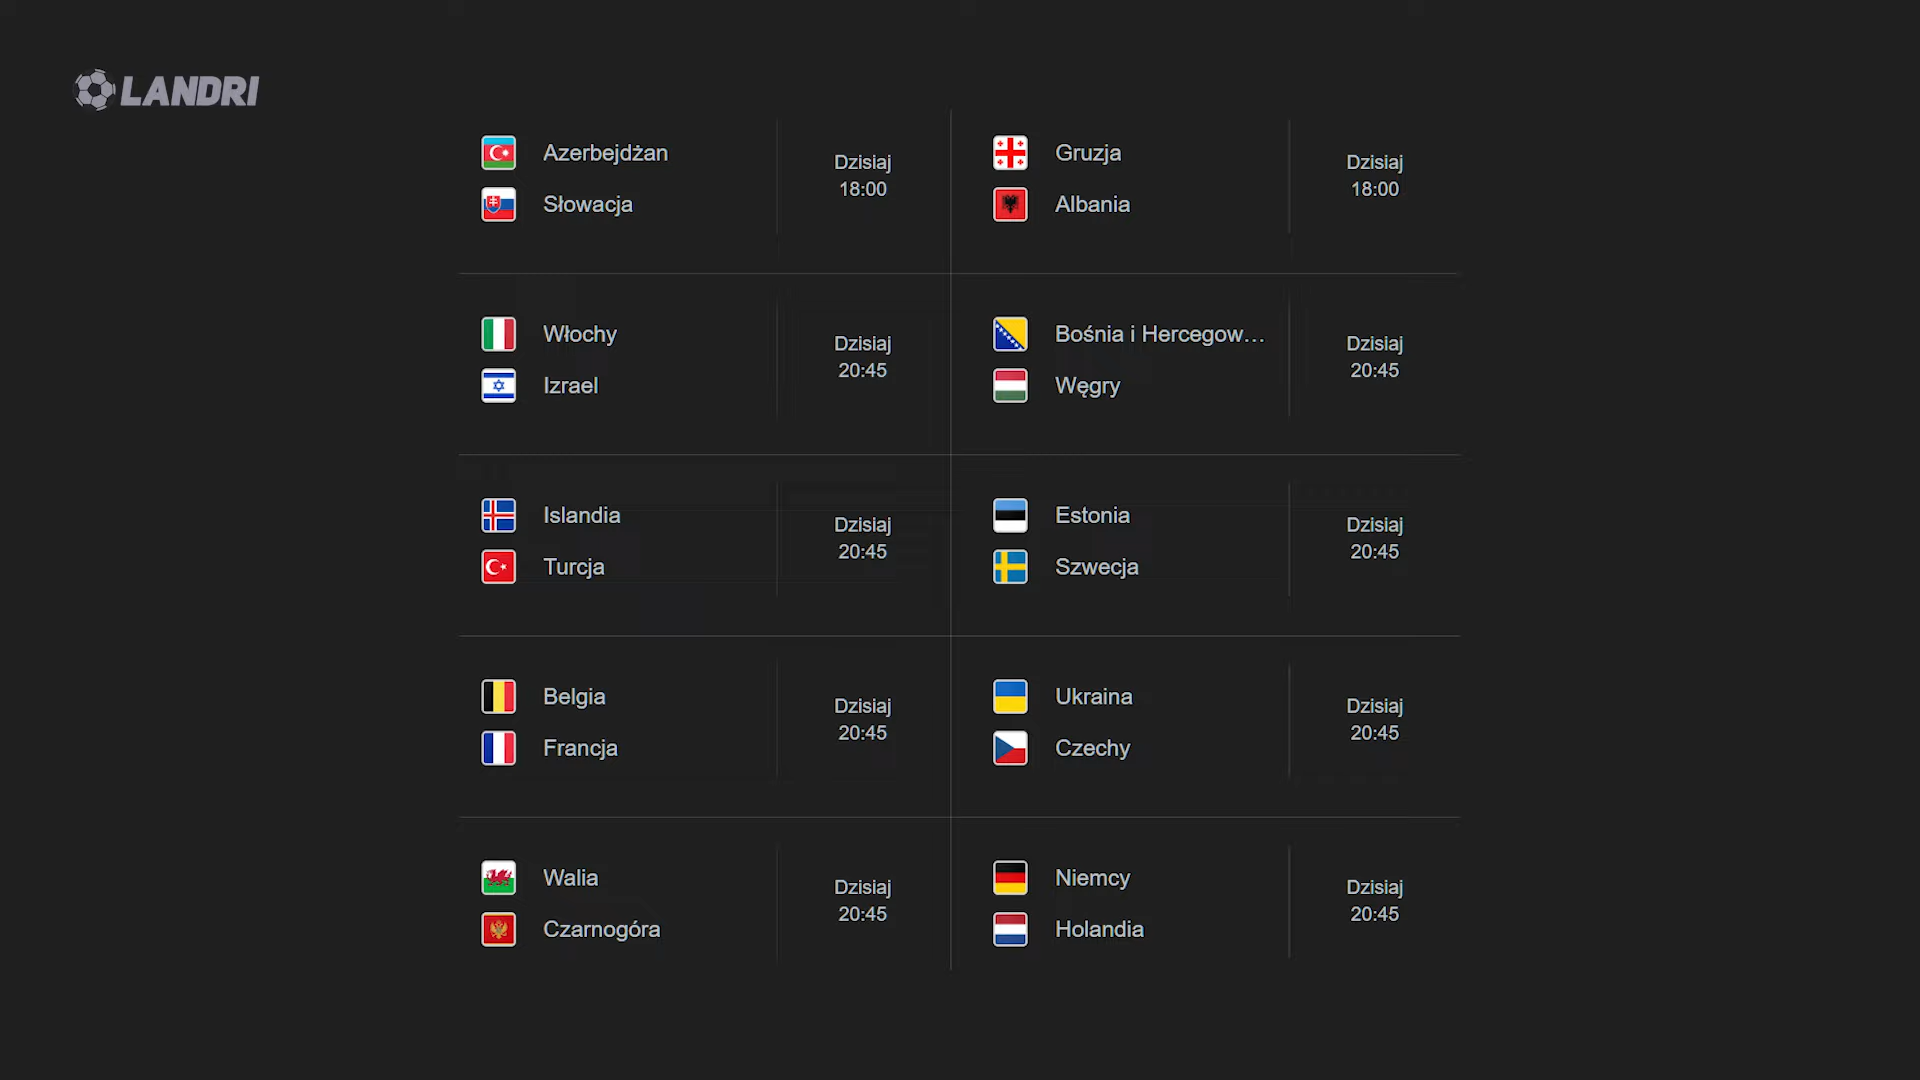 LANDRI
Azerbejdżan
Słowacja
Dzisiaj
18:00
Gruzja
Albania
Dzisiaj
18:00
Włochy
Izrael
Dzisiaj
20:45
Bośnia i Hercegow…
Węgry
Dzisiaj
20:45
Islandia
Turcja
Dzisiaj
20:45
Estonia
Szwecja
Dzisiaj
20:45
Belgia
Francja
Dzisiaj
20:45
Ukraina
Czechy
Dzisiaj
20:45
Walia
Czarnogóra
Dzisiaj
20:45
Niemcy
Holandia
Dzisiaj
20:45